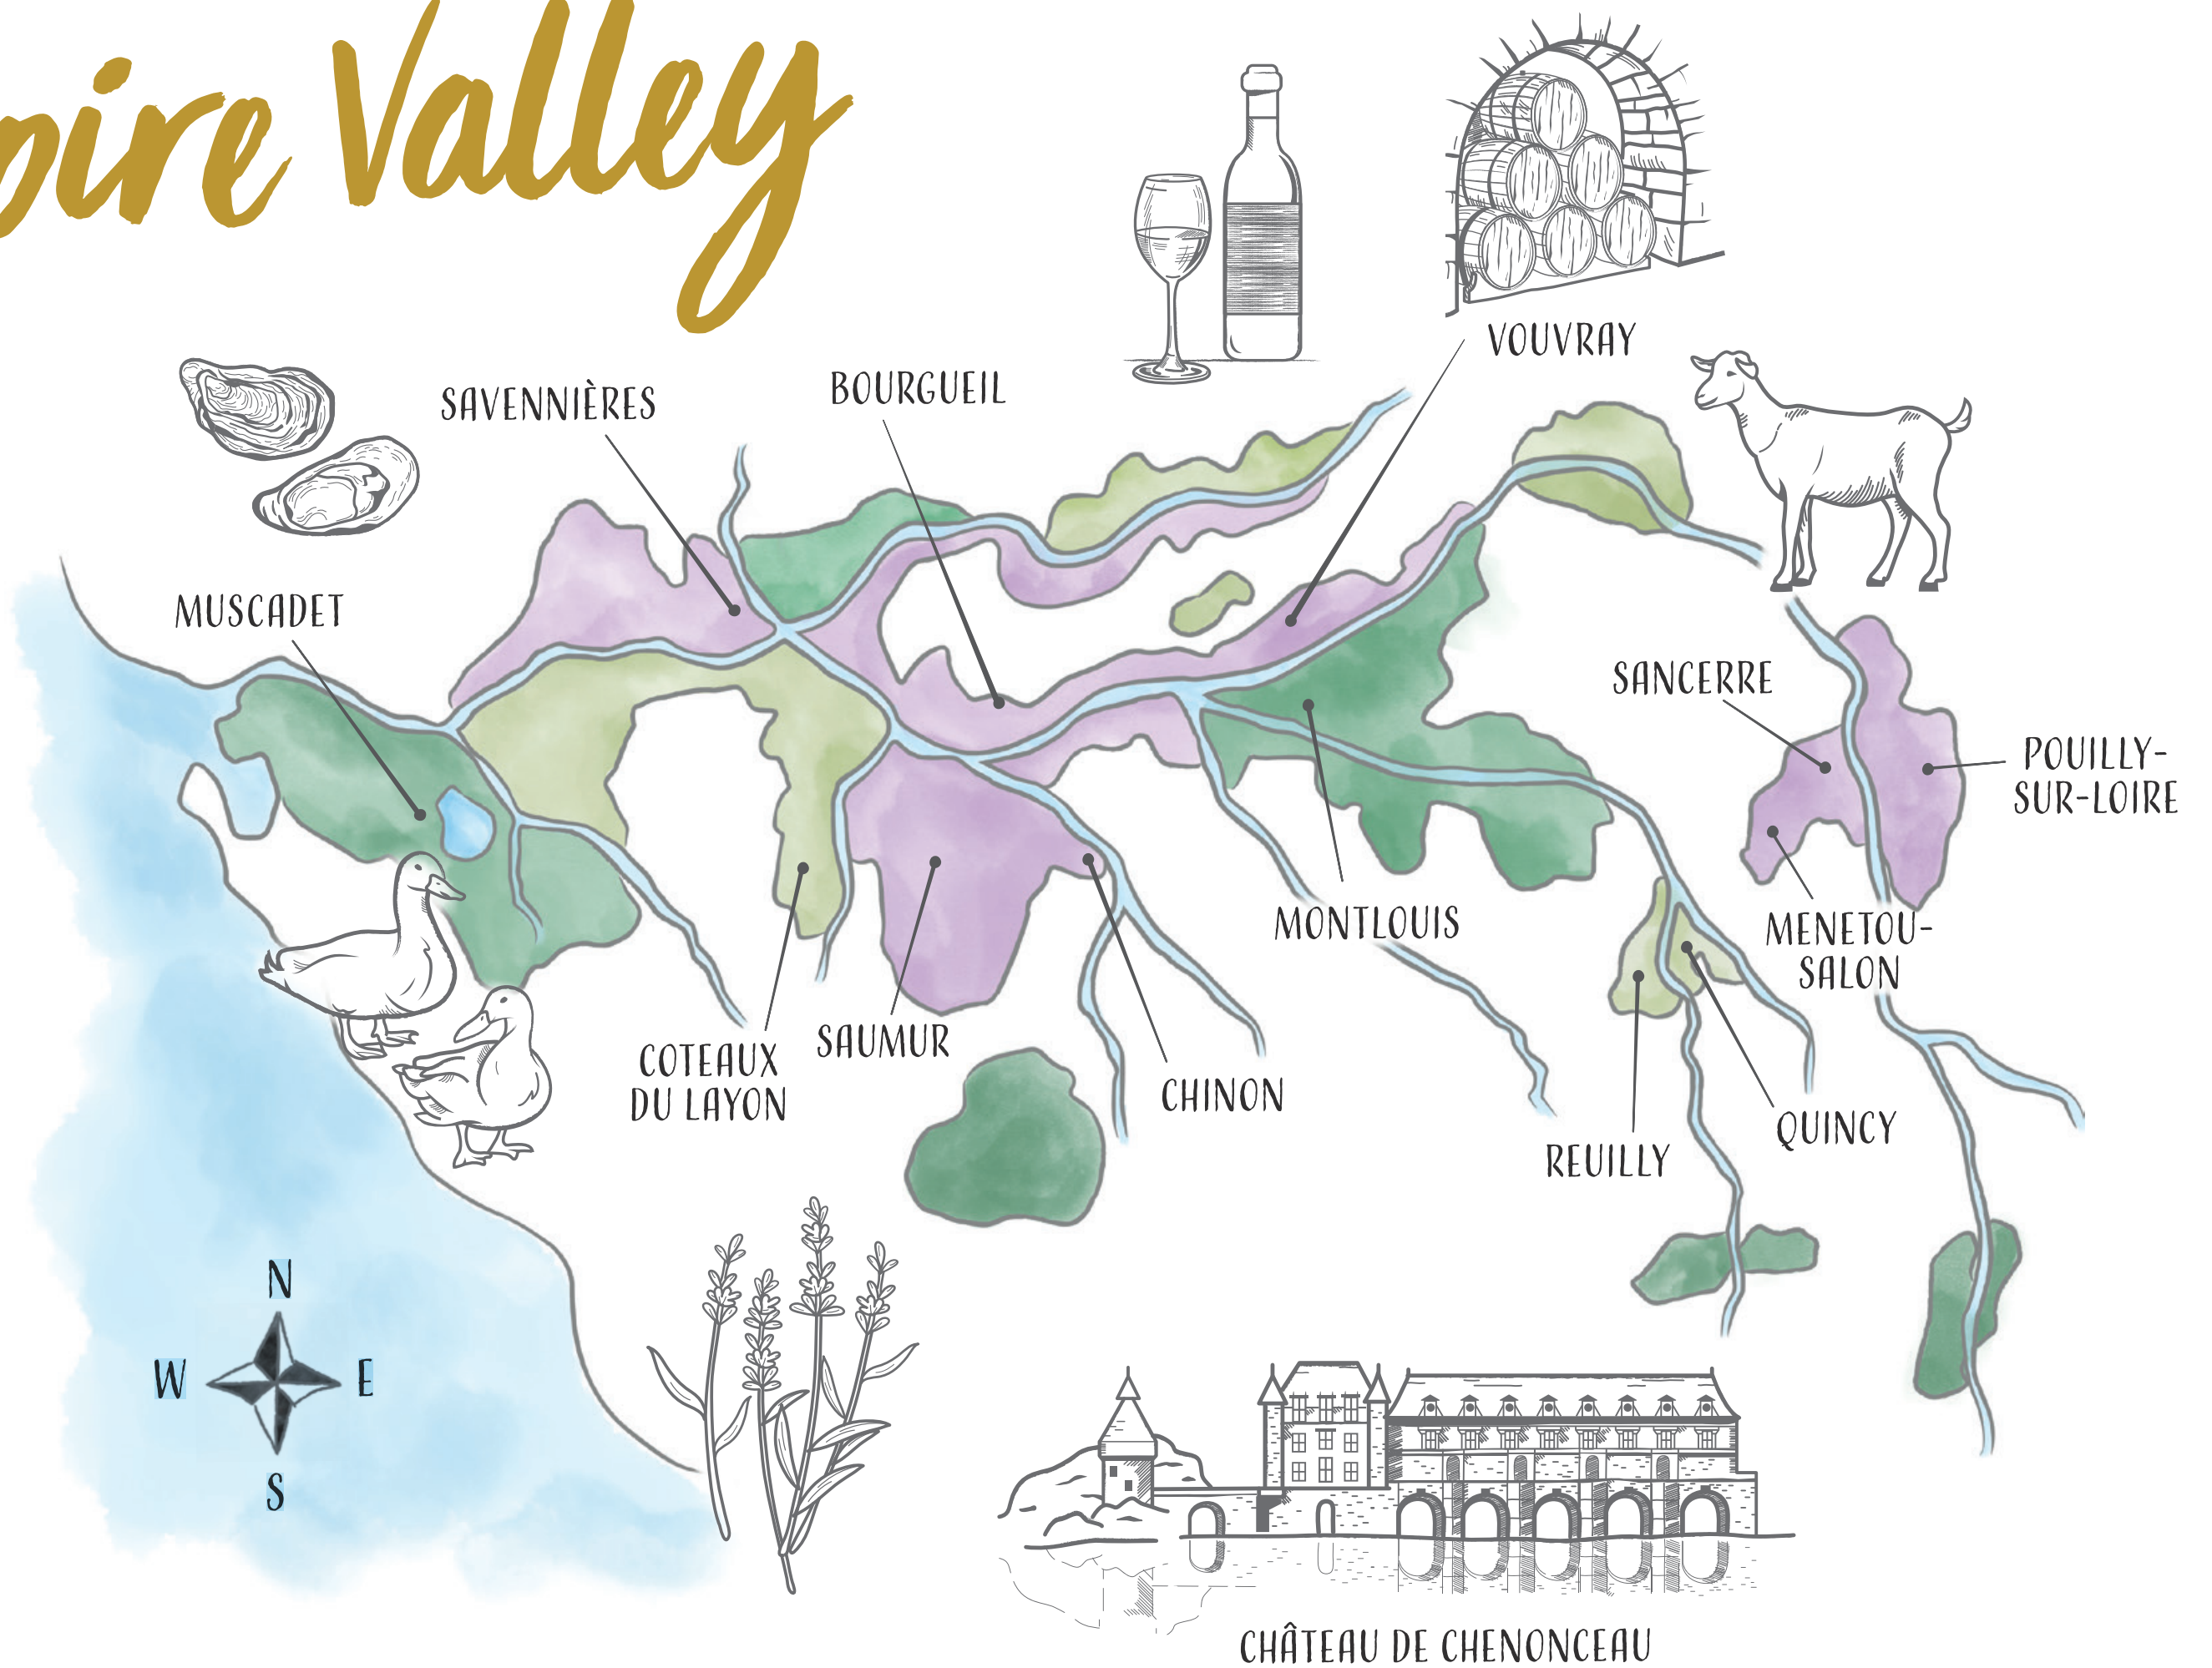 oire Valley
VOUVRAY
BOURGUEIL
SAVENNIÈRES
MUSCADET
SANCERRE
POUILLY-
SUR-LOIRE
MONTLOUIS
MENETOU-
SALON
SAUMUR
COTEAUX
DU LAYON
CHINON
QUINCY
REUILLY
N
W
E
S
CHÂTEAU DE CHENONCEAU